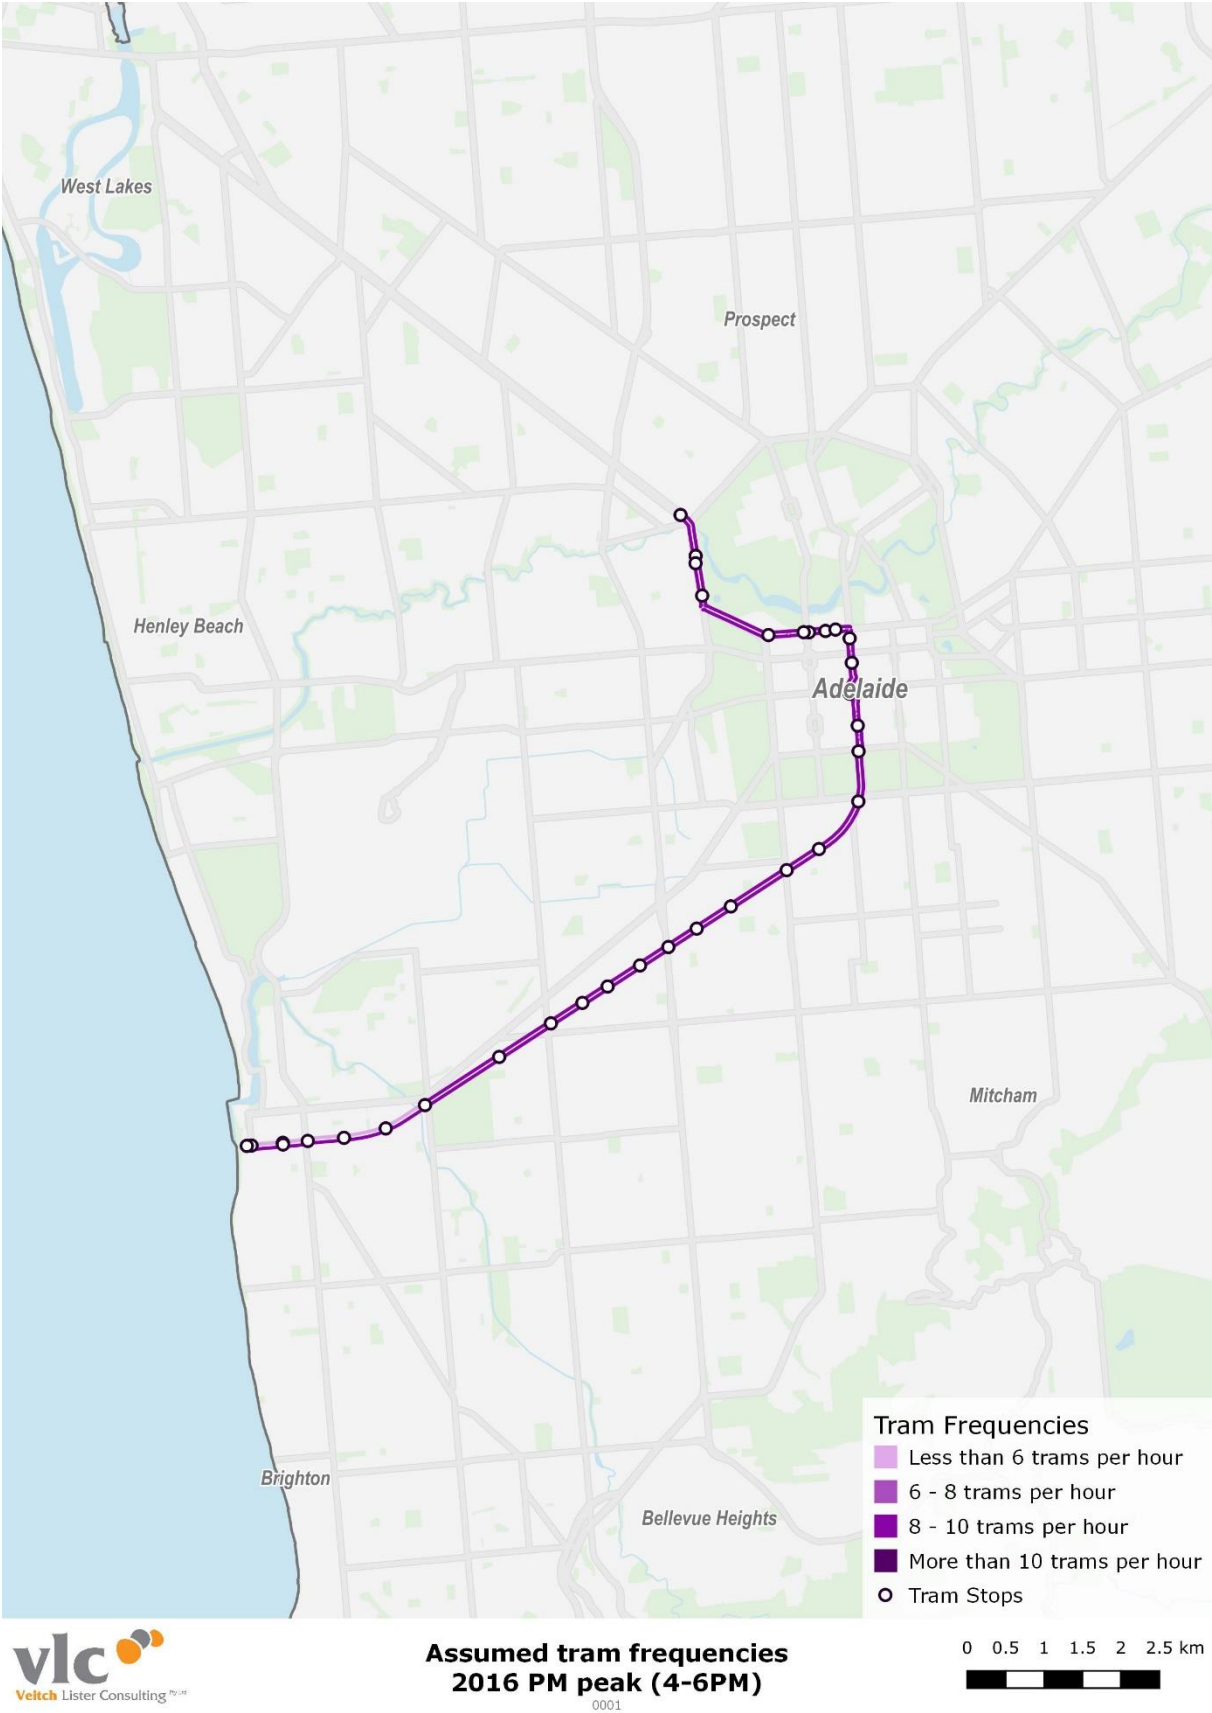 West Lakes
Prospect
Henley Beach
Adelaide
Mitcham
Brighton
Bellevue Heights
Tram Frequencies
Less than 6 trams per hour
6 - 8 trams per hour
8 - 10 trams per hour
More than 10 trams per hour
Tram Stops
vlc
Veitch Lister Consulting Pty Ltd
Assumed tram frequencies
2016 PM peak (4-6PM)
0001
0 0.5 1 1.5 2 2.5 km